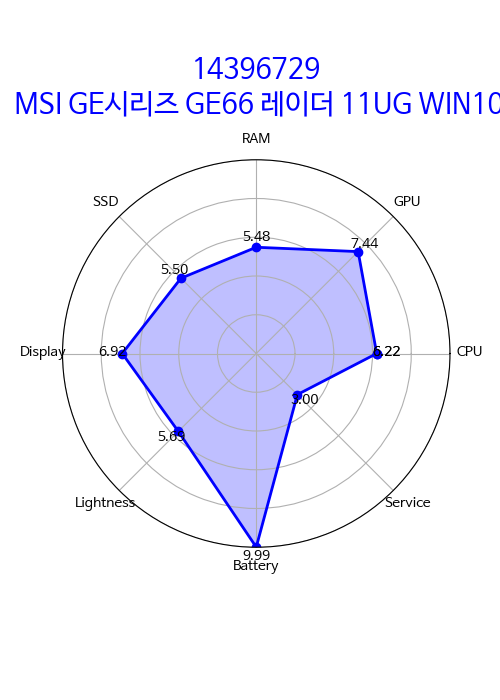 14396729
MSI GE시리즈 GE66 레이더 11UG WIN10
RAM
SSD
GPU
5.48
7.44
5.50
Display
6.92
6.22
CPU
3.00
5.69
Lightness
Service
9.99
Battery